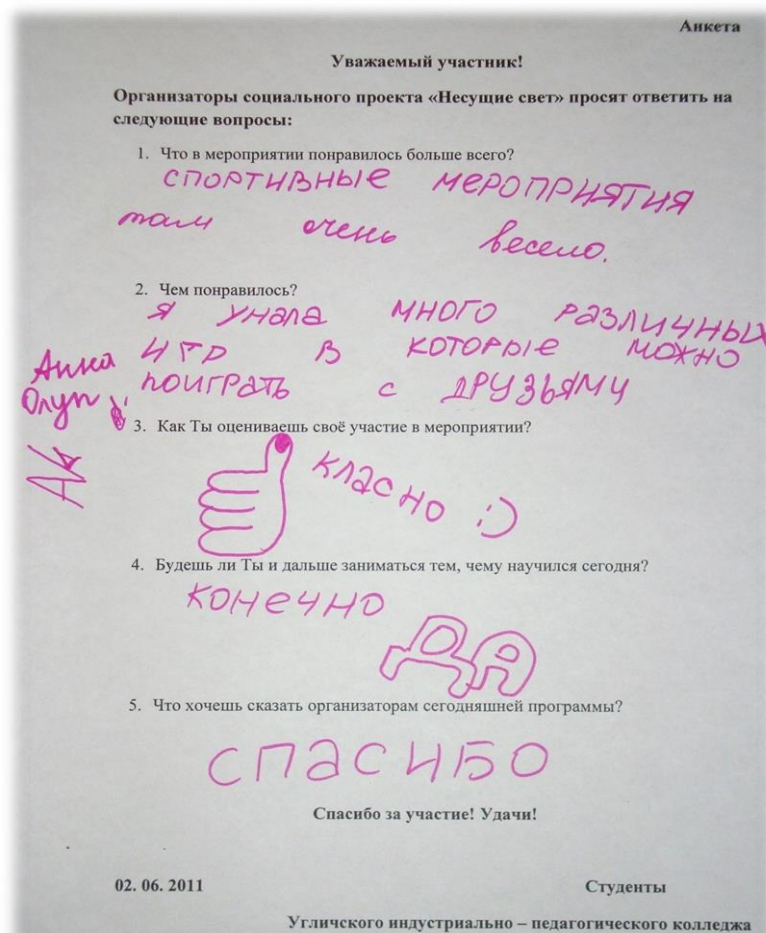 Анкета
Уважаемый участник!
Организаторы социального проекта «Несущие свет» просят ответить на
следующие вопросы:
1. Что в мероприятии понравилось больше всего?
СПОРТИВНЫЕ МЕРОПРИЯТИЯ
там очень весело.
2. Чем понравилось?
Я УНАЛА МНОГО РАЗЛИЧНЫХ
ИГР В КОТОРЫЕ МОЖНО
ПОИГРАТЬ С ДРУЗЬЯМИ
3. Как Ты оцениваешь своё участие в мероприятии?
КЛАСНО :)
4. Будешь ли Ты и дальше заниматься тем, чему научился сегодня?
КОНЕЧНО
ДА
5. Что хочешь сказать организаторам сегодняшней программы?
СПАСИБО
Спасибо за участие! Удачи!
02. 06. 2011 Студенты
Угличского индустриально – педагогического колледжа